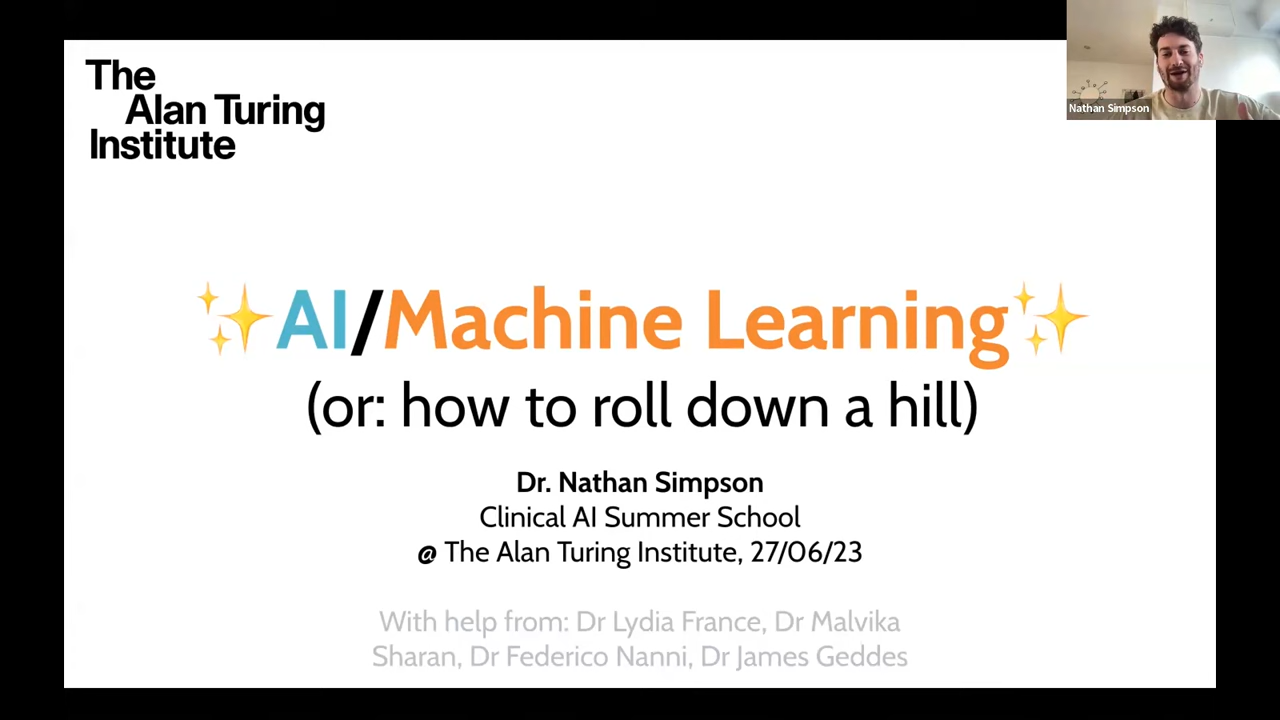 The
Alan Turing
Institute
Nathan Simpson
✨AI/Machine Learning✨
(or: how to roll down a hill)
Dr. Nathan Simpson
Clinical AI Summer School
@ The Alan Turing Institute, 27/06/23
With help from: Dr Lydia France, Dr Malvika
Sharan, Dr Federico Nanni, Dr James Geddes